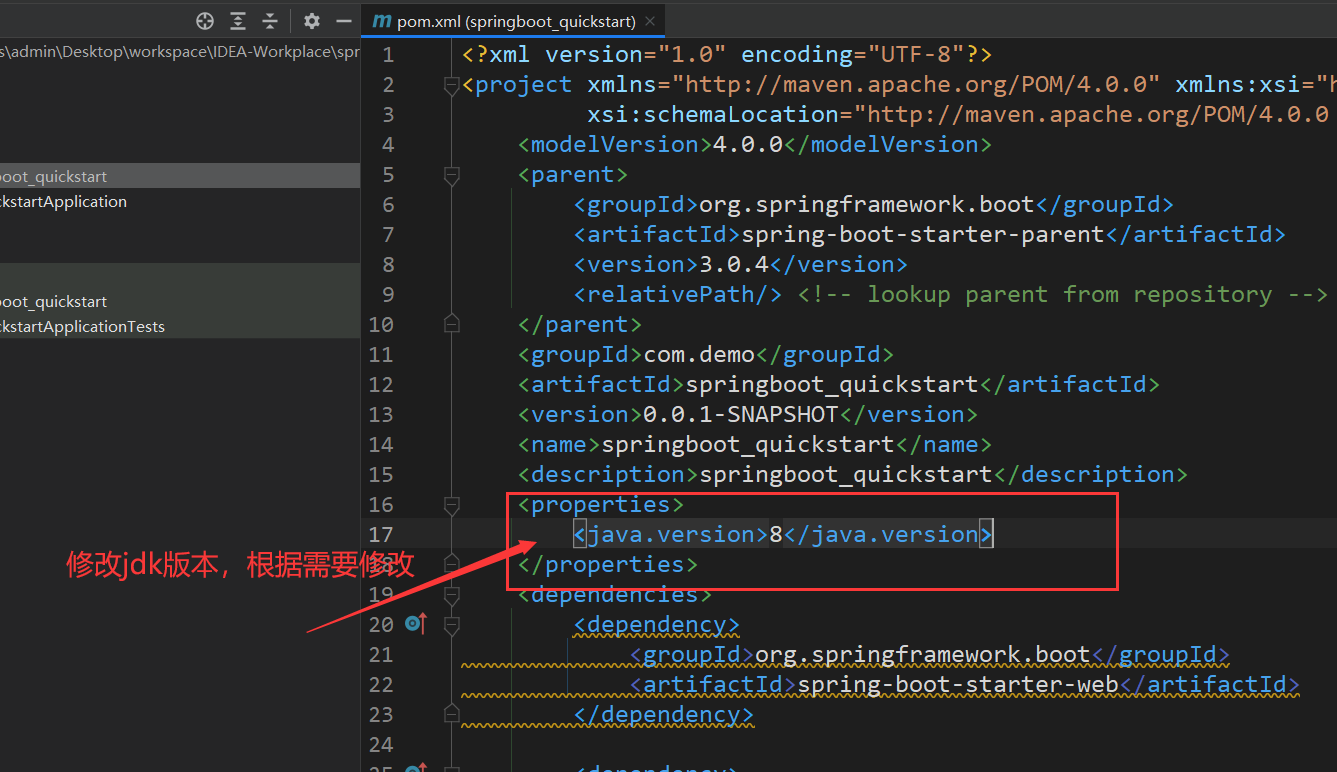 pom.xml (springboot_quickstart)
s\admin\Desktop\workspace\IDEA-Workplace\spr
oot_quickstart
ckstartApplication
oot_quickstart
ckstartApplicationTests
1 <?xml version="1.0" encoding="UTF-8"?>
2 <project xmlns="http://maven.apache.org/POM/4.0.0" xmlns:xsi="h
3 xsi:schemaLocation="http://maven.apache.org/POM/4.0.0
4 <modelVersion>4.0.0</modelVersion>
5 <parent>
6 <groupId>org.springframework.boot</groupId>
7 <artifactId>spring-boot-starter-parent</artifactId>
8 <version>3.0.4</version>
9 <relativePath/> <!-- lookup parent from repository -->
10 </parent>
11 <groupId>com.demo</groupId>
12 <artifactId>springboot_quickstart</artifactId>
13 <version>0.0.1-SNAPSHOT</version>
14 <name>springboot_quickstart</name>
15 <description>springboot_quickstart</description>
16 <properties>
17 <java.version>8</java.version>
修改jdk版本，根据需要修改
18 </properties>
19 <dependencies>
20 <dependency>
21 <groupId>org.springframework.boot</groupId>
22 <artifactId>spring-boot-starter-web</artifactId>
23 </dependency>
24
25 <dependency>